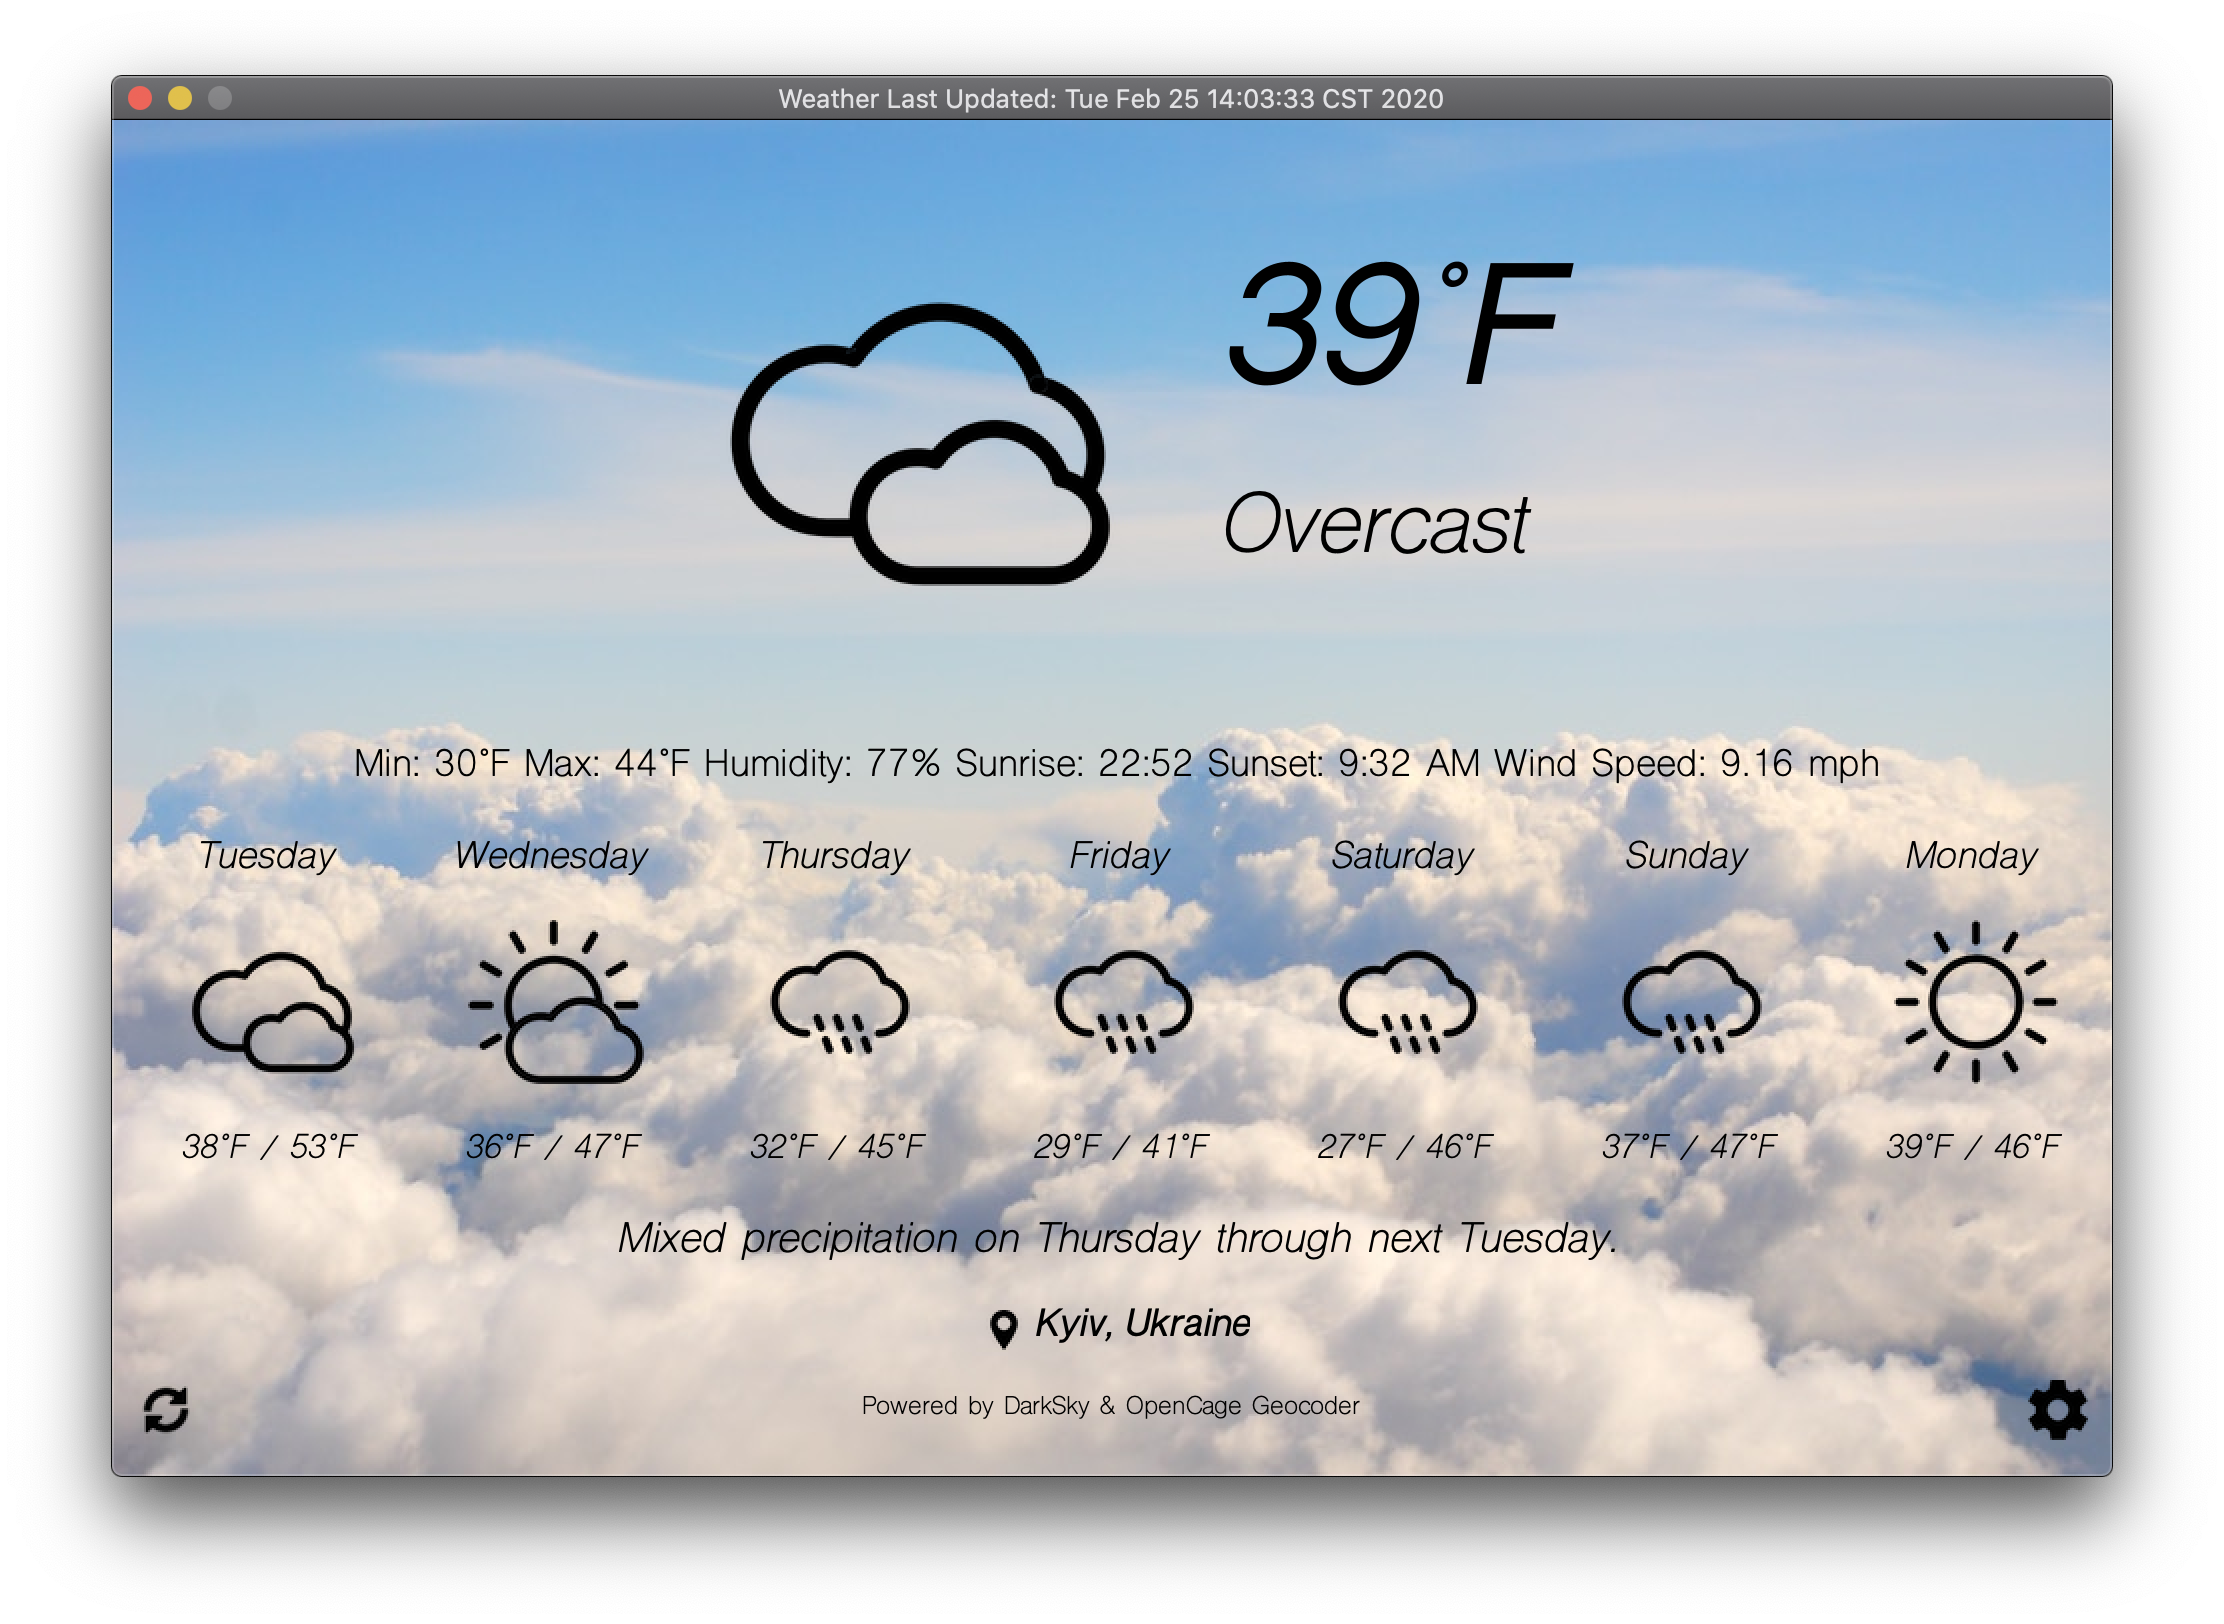 Weather Last Updated: Tue Feb 25 14:03:33 CST 2020
39°F
Overcast
Min: 30°F Max: 44°F Humidity: 77% Sunrise: 22:52 Sunset: 9:32 AM Wind Speed: 9.16 mph
Tuesday Wednesday Thursday Friday Saturday Sunday Monday
38°F / 53°F 36°F / 47°F 32°F / 45°F 29°F / 41°F 27°F / 46°F 37°F / 47°F 39°F / 46°F
Mixed precipitation on Thursday through next Tuesday.
Kyiv, Ukraine
Powered by DarkSky & OpenCage Geocoder